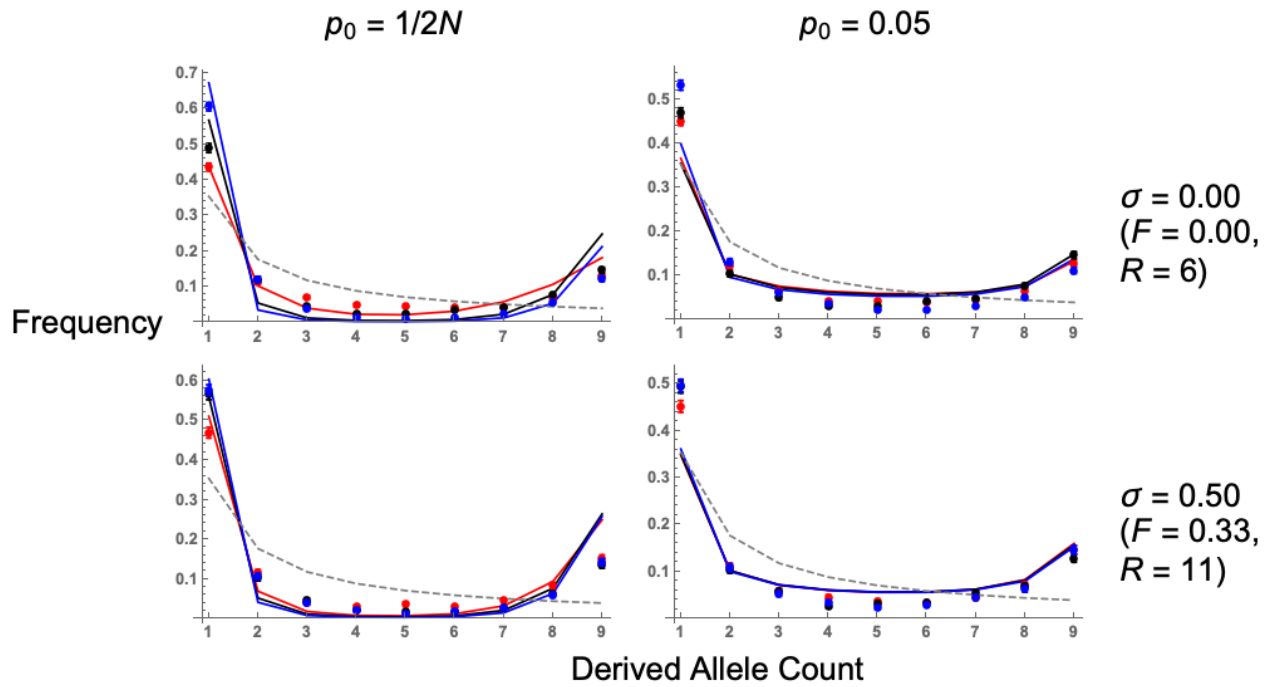 p₀ = 1/2N
p₀ = 0.05
0.7
0.6
0.5
0.4
0.3
0.2
0.1
1 2 3 4 5 6 7 8 9
0.5
0.4
0.3
0.2
0.1
1 2 3 4 5 6 7 8 9
σ = 0.00
(F = 0.00,
R = 6)
Frequency
0.6
0.5
0.4
0.3
0.2
0.1
1 2 3 4 5 6 7 8 9
0.5
0.4
0.3
0.2
0.1
1 2 3 4 5 6 7 8 9
σ = 0.50
(F = 0.33,
R = 11)
Derived Allele Count